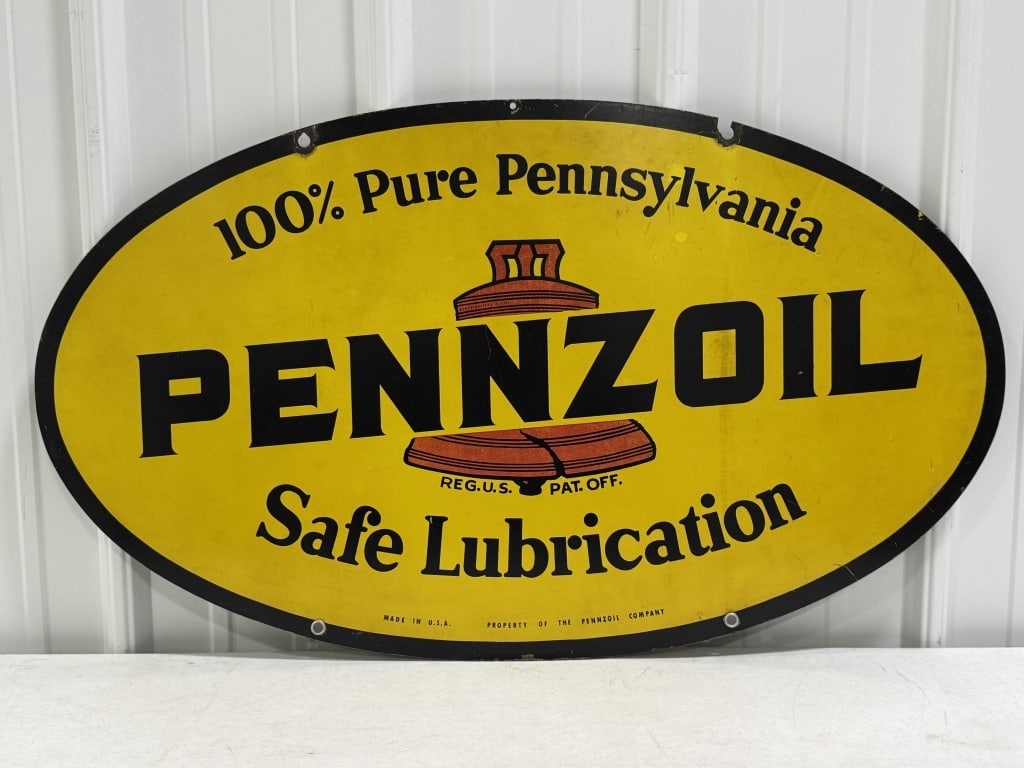 100% Pure Pennsylvania
PENNZOIL
REG.U.S. PAT.OFF.
Safe Lubrication
MADE IN U.S.A. PROPERTY OF THE PENNZOIL COMPANY